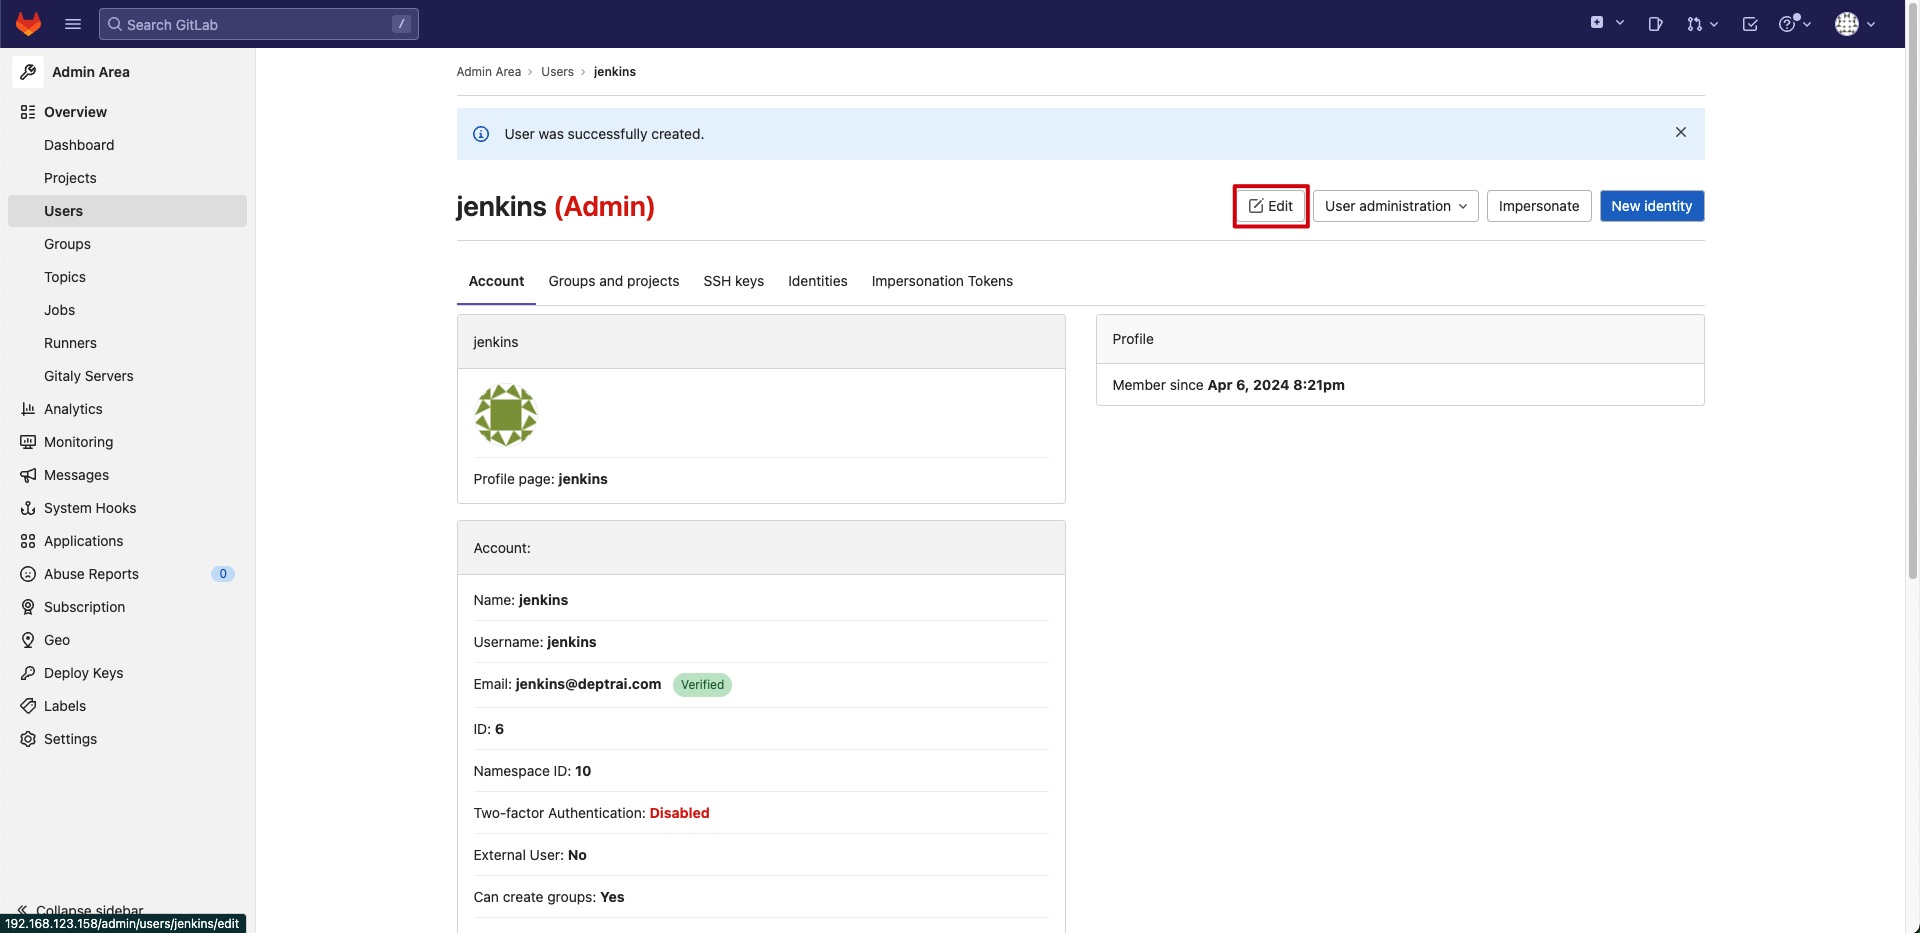 Search GitLab /
Admin Area
Overview
Dashboard
Projects
Users
Groups
Topics
Jobs
Runners
Gitaly Servers
Analytics
Monitoring
Messages
System Hooks
Applications
Abuse Reports 0
Subscription
Geo
Deploy Keys
Labels
Settings
Collapse sidebar
192.168.123.158/admin/users/jenkins/edit
Admin Area › Users › jenkins
User was successfully created.
jenkins (Admin)
Edit User administration Impersonate New identity
Account Groups and projects SSH keys Identities Impersonation Tokens
jenkins
Profile page: jenkins
Account:
Name: jenkins
Username: jenkins
Email: jenkins@deptrai.com Verified
ID: 6
Namespace ID: 10
Two-factor Authentication: Disabled
External User: No
Can create groups: Yes
Profile
Member since Apr 6, 2024 8:21pm